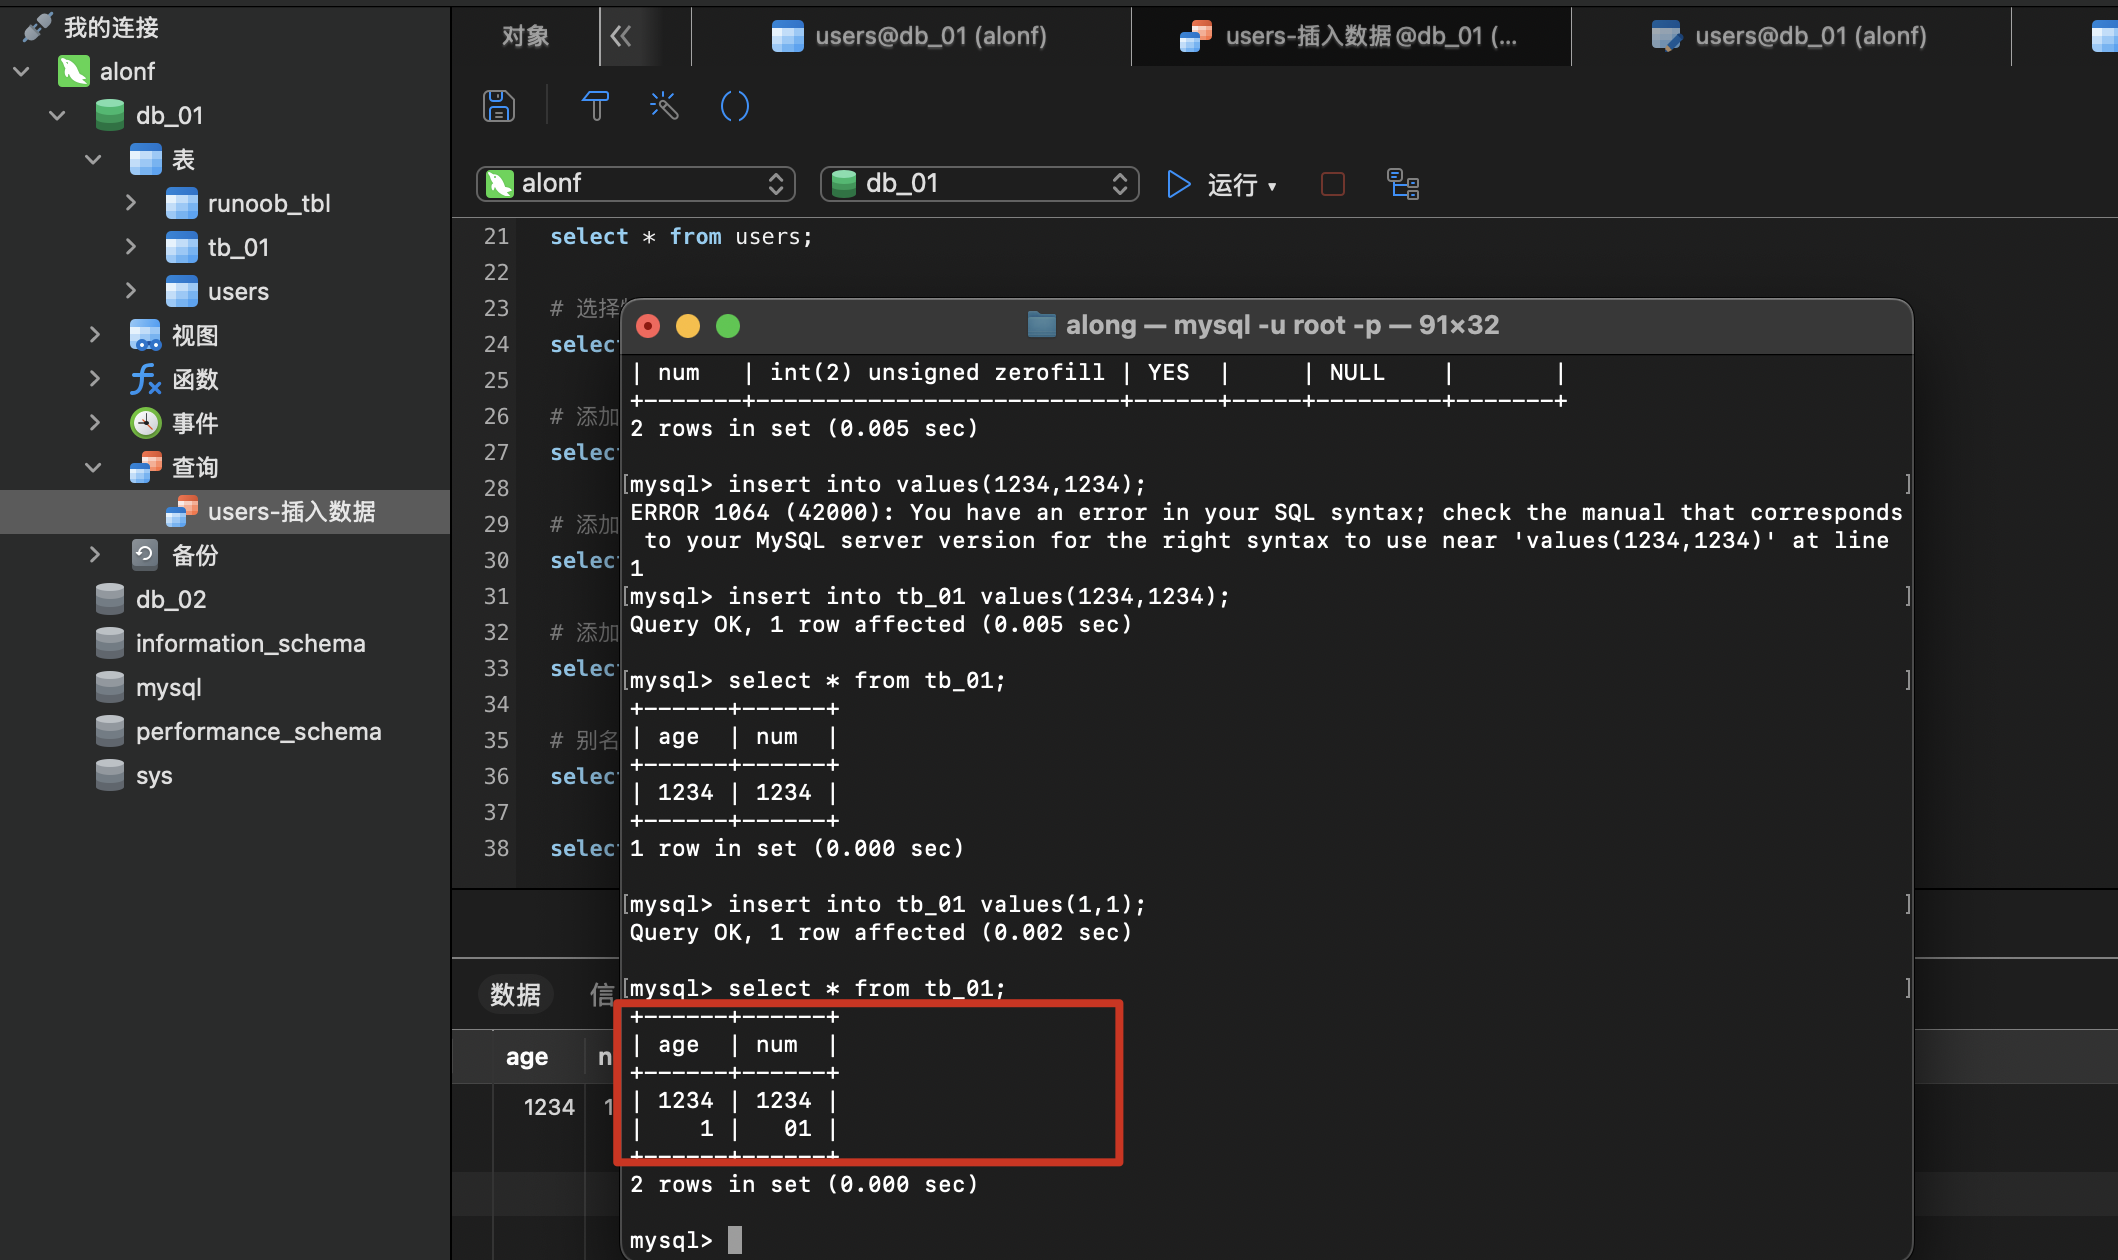 我的连接
alonf
db_01
表
runoob_tbl
tb_01
users
视图
函数
事件
查询
users-插入数据
备份
db_02
information_schema
mysql
performance_schema
sys
对象
users@db_01 (alonf)
users-插入数据@db_01 (...
users@db_01 (alonf)
alonf
db_01
运行
21 select * from users;
22
23 # 选择
24 selec
25
26 # 添加
27 selec
28
29 # 添加
30 selec
31
32 # 添加
33 selec
34
35 # 别名
36 selec
37
38 selec
数据
信
age n
1234 1
along — mysql -u root -p — 91×32
| num | int(2) unsigned zerofill | YES | | NULL | |
+-------+--------------------------+------+-----+---------+-------+
2 rows in set (0.005 sec)
[mysql> insert into values(1234,1234); ]
ERROR 1064 (42000): You have an error in your SQL syntax; check the manual that corresponds
to your MySQL server version for the right syntax to use near 'values(1234,1234)' at line
1
[mysql> insert into tb_01 values(1234,1234); ]
Query OK, 1 row affected (0.005 sec)
[mysql> select * from tb_01; ]
+------+------+
| age | num |
+------+------+
| 1234 | 1234 |
+------+------+
1 row in set (0.000 sec)
[mysql> insert into tb_01 values(1,1); ]
Query OK, 1 row affected (0.002 sec)
[mysql> select * from tb_01; ]
+------+------+
| age | num |
+------+------+
| 1234 | 1234 |
| 1 | 01 |
+------+------+
2 rows in set (0.000 sec)
mysql>